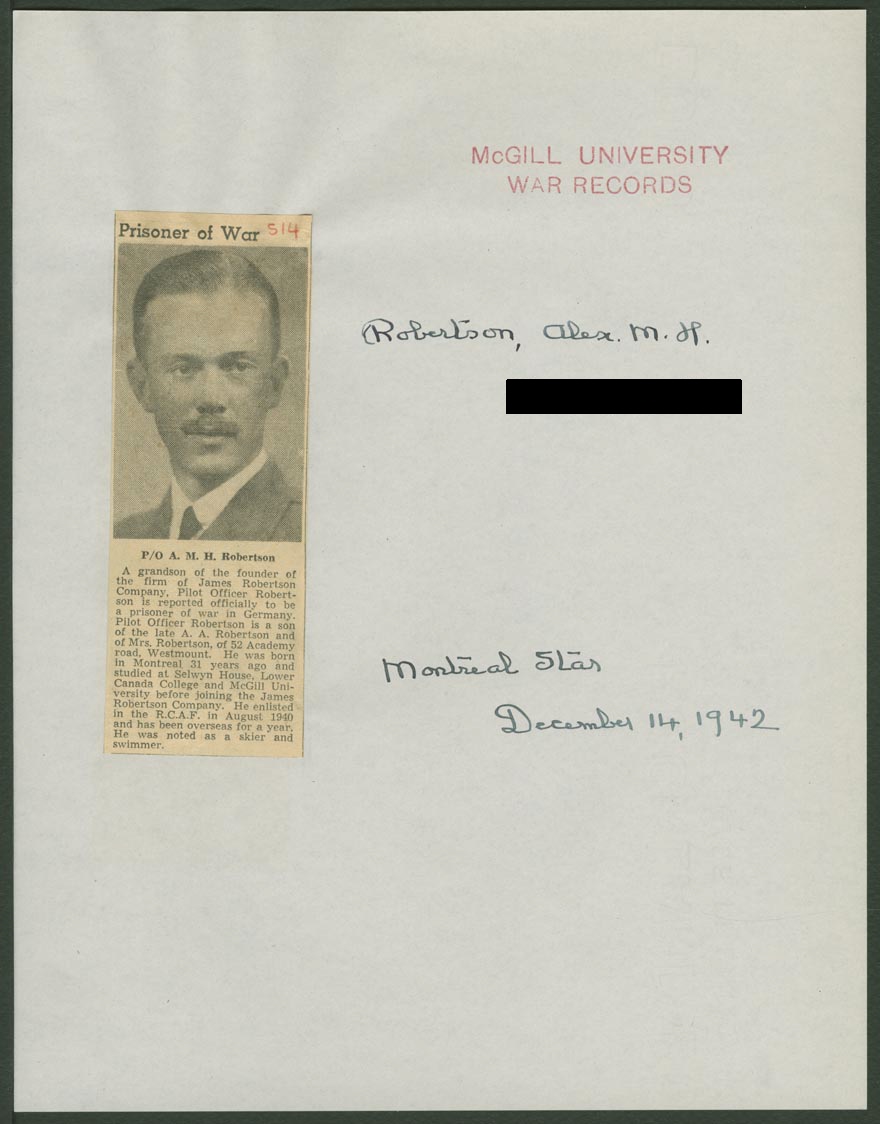 McGILL UNIVERSITY
WAR RECORDS
Prisoner of War 514
Robertson, Alex. M. H.
P/O A. M. H. Robertson
A grandson of the founder of
the firm of James Robertson
Company, Pilot Officer Robert-
son is reported officially to be
a prisoner of war in Germany.
Pilot Officer Robertson is a son
of the late A. A. Robertson and
of Mrs. Robertson, of 52 Academy
road, Westmount. He was born
in Montreal 31 years ago and
studied at Selwyn House, Lower
Canada College and McGill Uni-
versity before joining the James
Robertson Company. He enlisted
in the R.C.A.F. in August 1940
and has been overseas for a year.
He was noted as a skier and
swimmer.
Montreal Star
December 14, 1942